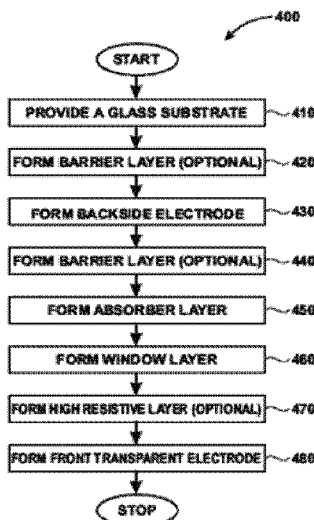 400
START
PROVIDE A GLASS SUBSTRATE 410
FORM BARRIER LAYER (OPTIONAL) 420
FORM BACKSIDE ELECTRODE 430
FORM BARRIER LAYER (OPTIONAL) 440
FORM ABSORBER LAYER 450
FORM WINDOW LAYER 460
FORM HIGH RESISTIVE LAYER (OPTIONAL) 470
FORM FRONT TRANSPARENT ELECTRODE 480
STOP